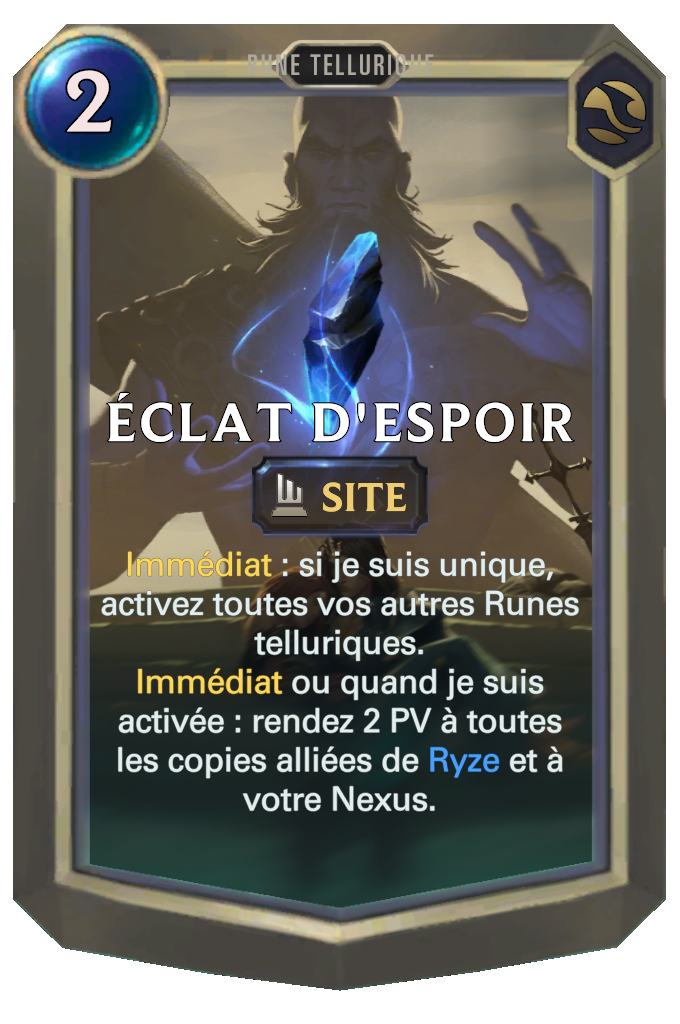 RUNE TELLURIQUE
2
ÉCLAT D'ESPOIR
SITE
Immédiat : si je suis unique,
activez toutes vos autres Runes
telluriques.
Immédiat ou quand je suis
activée : rendez 2 PV à toutes
les copies alliées de Ryze et à
votre Nexus.